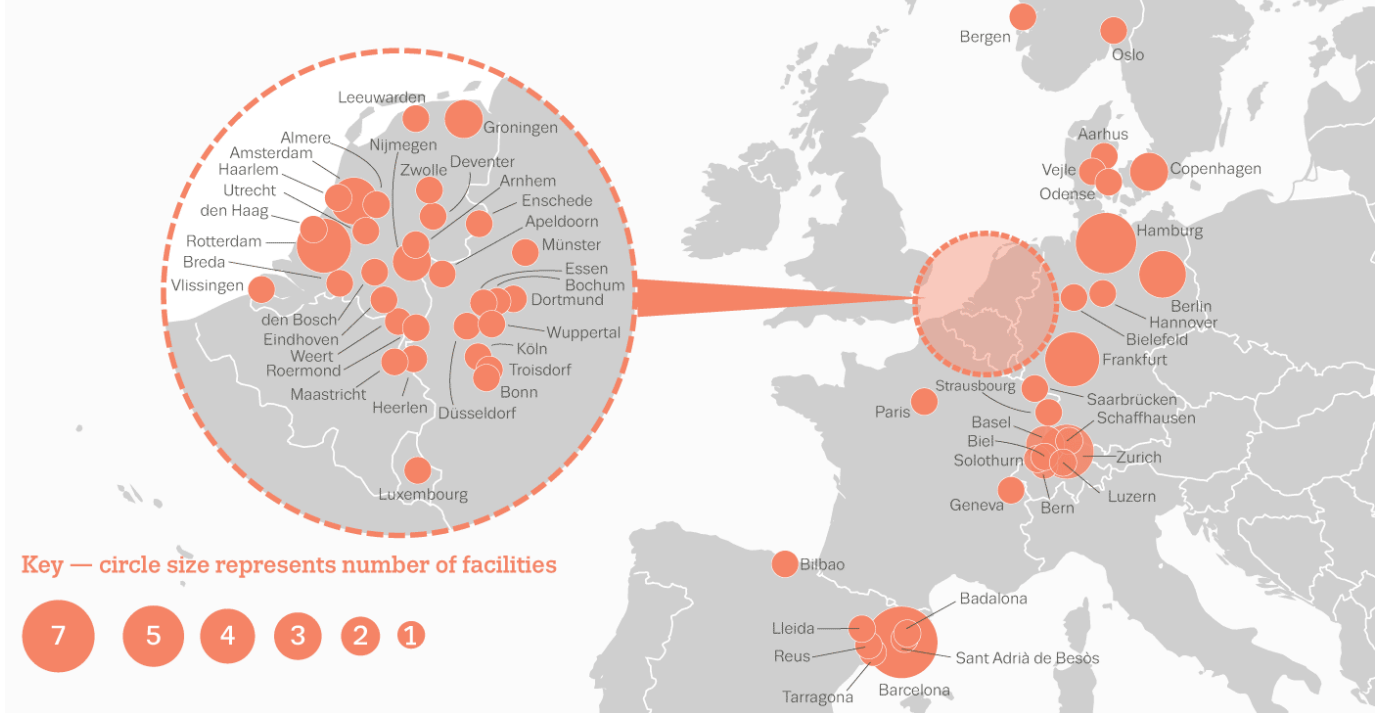 Bergen
Oslo
Leeuwarden
Groningen
Almere
Nijmegen
Amsterdam
Deventer
Haarlem
Zwolle
Utrecht
Arnhem
den Haag
Enschede
Apeldoorn
Rotterdam
Münster
Breda
Essen
Vlissingen
Bochum
Dortmund
den Bosch
Wuppertal
Eindhoven
Köln
Weert
Roermond
Troisdorf
Maastricht
Bonn
Heerlen
Düsseldorf
Luxembourg
Aarhus
Vejle
Copenhagen
Odense
Hamburg
Berlin
Hannover
Bielefeld
Frankfurt
Strausbourg
Saarbrücken
Paris
Schaffhausen
Basel
Biel
Solothurn
Zurich
Luzern
Geneva
Bern
Bilbao
Badalona
Lleida
Reus
Sant Adrià de Besòs
Tarragona
Barcelona
Key — circle size represents number of facilities
7 5 4 3 2 1